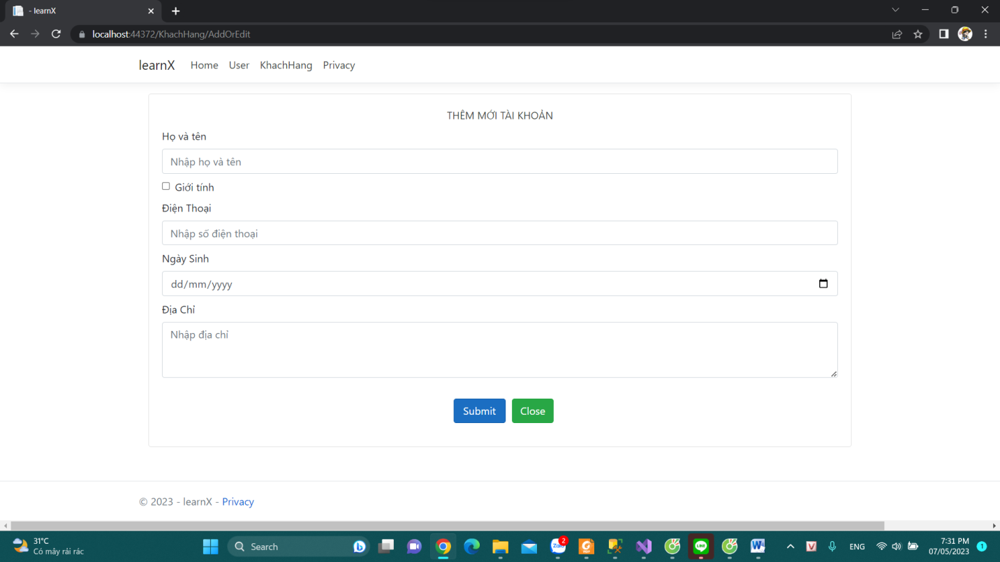 - learnX
localhost:44372/KhachHang/AddOrEdit
learnX Home User KhachHang Privacy
THÊM MỚI TÀI KHOẢN
Họ và tên
Nhập họ và tên
Giới tính
Điện Thoại
Nhập số điện thoại
Ngày Sinh
dd/mm/yyyy
Địa Chỉ
Nhập địa chỉ
Submit Close
© 2023 - learnX - Privacy
31°C
Có mây rải rác
Search
Zalo
2
ENG
7:31 PM
07/05/2023
1